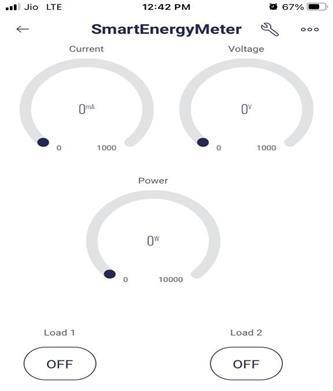 Jio LTE 12:42 PM 67%
SmartEnergyMeter
Current Voltage
0mA 0V
0 1000 0 1000
Power
0W
0 10000
Load 1 Load 2
OFF OFF